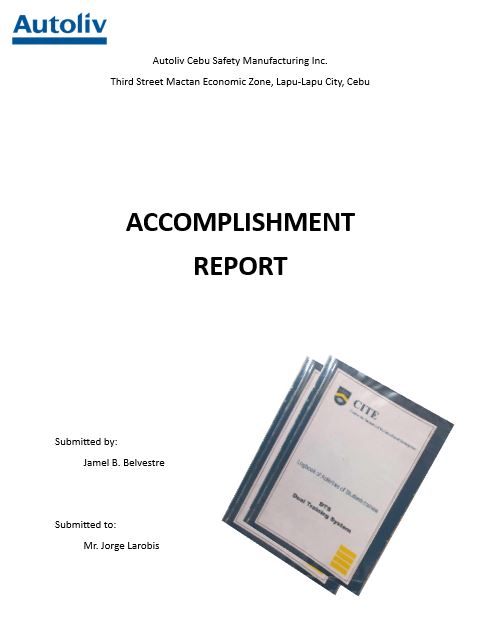 Autoliv
Autoliv Cebu Safety Manufacturing Inc.
Third Street Mactan Economic Zone, Lapu-Lapu City, Cebu
ACCOMPLISHMENT
REPORT
CITE
Logbook of Activities of Student-trainee
DTS
Dual Training System
Submitted by:
Jamel B. Belvestre
Submitted to:
Mr. Jorge Larobis